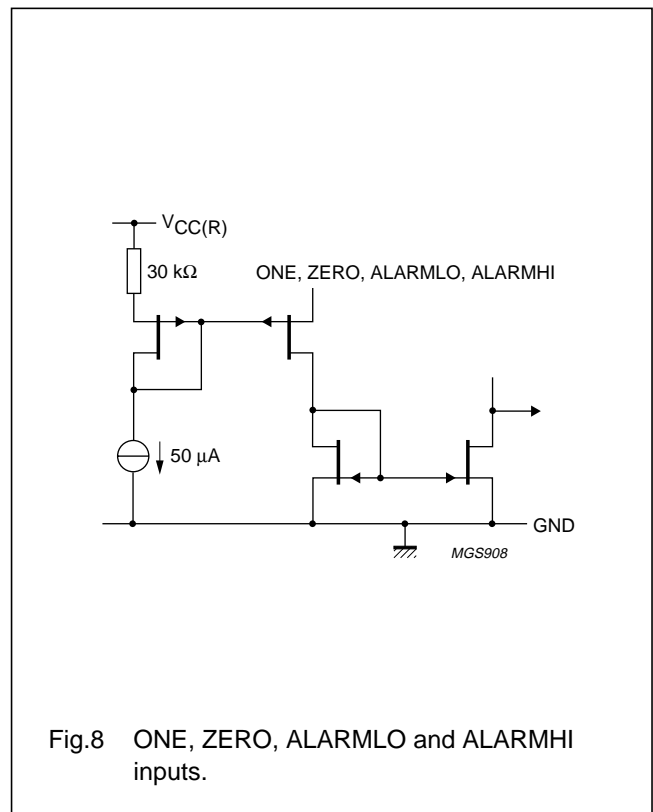 VCC(R)
30 kΩ
ONE, ZERO, ALARMLO, ALARMHI
50 µA
GND
MGS908
Fig.8 ONE, ZERO, ALARMLO and ALARMHI
inputs.